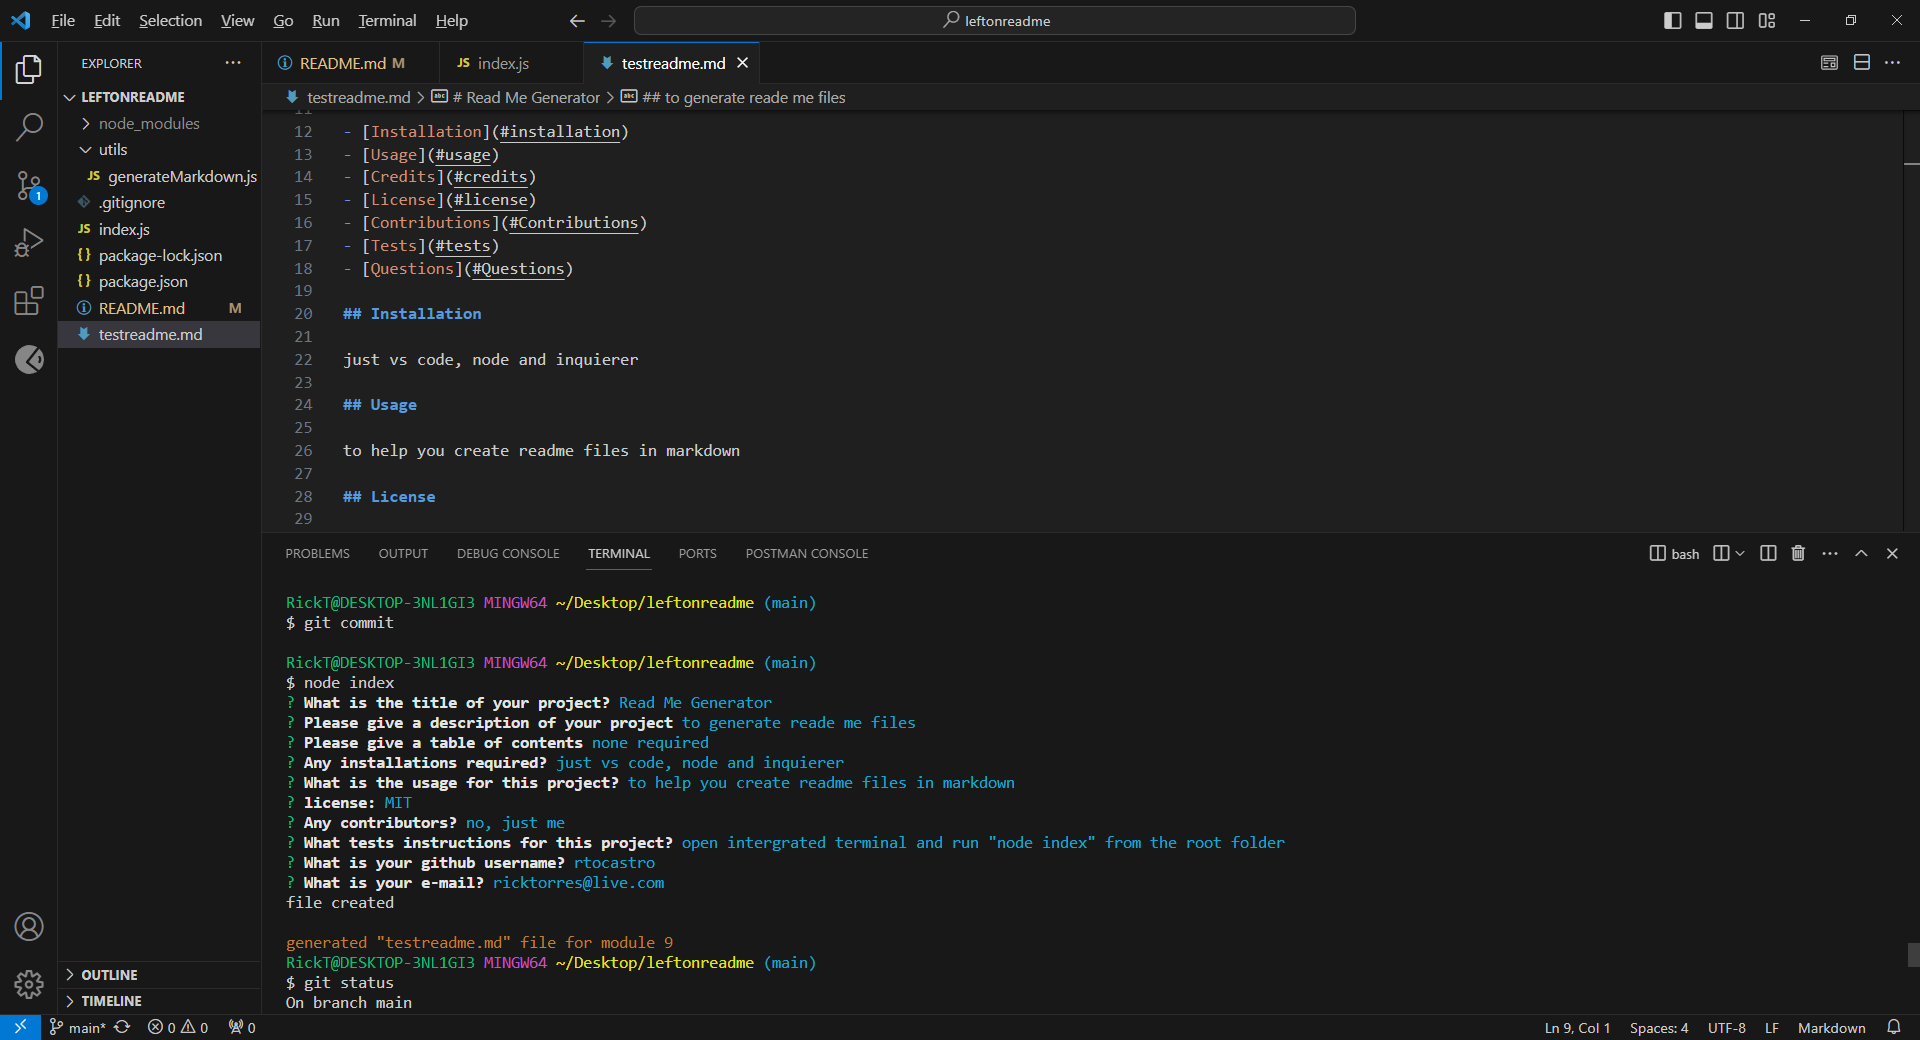 File Edit Selection View Go Run Terminal Help
leftonreadme
EXPLORER
LEFTONREADME
node_modules
utils
JS generateMarkdown.js
.gitignore
JS index.js
{} package-lock.json
{} package.json
README.md M
testreadme.md
OUTLINE
TIMELINE
1
README.md M
JS index.js
testreadme.md
testreadme.md > # Read Me Generator > ## to generate reade me files
11
12 - [Installation](#installation)
13 - [Usage](#usage)
14 - [Credits](#credits)
15 - [License](#license)
16 - [Contributions](#Contributions)
17 - [Tests](#tests)
18 - [Questions](#Questions)
19
20 ## Installation
21
22 just vs code, node and inquierer
23
24 ## Usage
25
26 to help you create readme files in markdown
27
28 ## License
29
PROBLEMS OUTPUT DEBUG CONSOLE TERMINAL PORTS POSTMAN CONSOLE
bash
RickT@DESKTOP-3NL1GI3 MINGW64 ~/Desktop/leftonreadme (main)
$ git commit
RickT@DESKTOP-3NL1GI3 MINGW64 ~/Desktop/leftonreadme (main)
$ node index
? What is the title of your project? Read Me Generator
? Please give a description of your project to generate reade me files
? Please give a table of contents none required
? Any installations required? just vs code, node and inquierer
? What is the usage for this project? to help you create readme files in markdown
? license: MIT
? Any contributors? no, just me
? What tests instructions for this project? open intergrated terminal and run "node index" from the root folder
? What is your github username? rtocastro
? What is your e-mail? ricktorres@live.com
file created
generated "testreadme.md" file for module 9
RickT@DESKTOP-3NL1GI3 MINGW64 ~/Desktop/leftonreadme (main)
$ git status
On branch main
main* 0 0 0
Ln 9, Col 1 Spaces: 4 UTF-8 LF Markdown